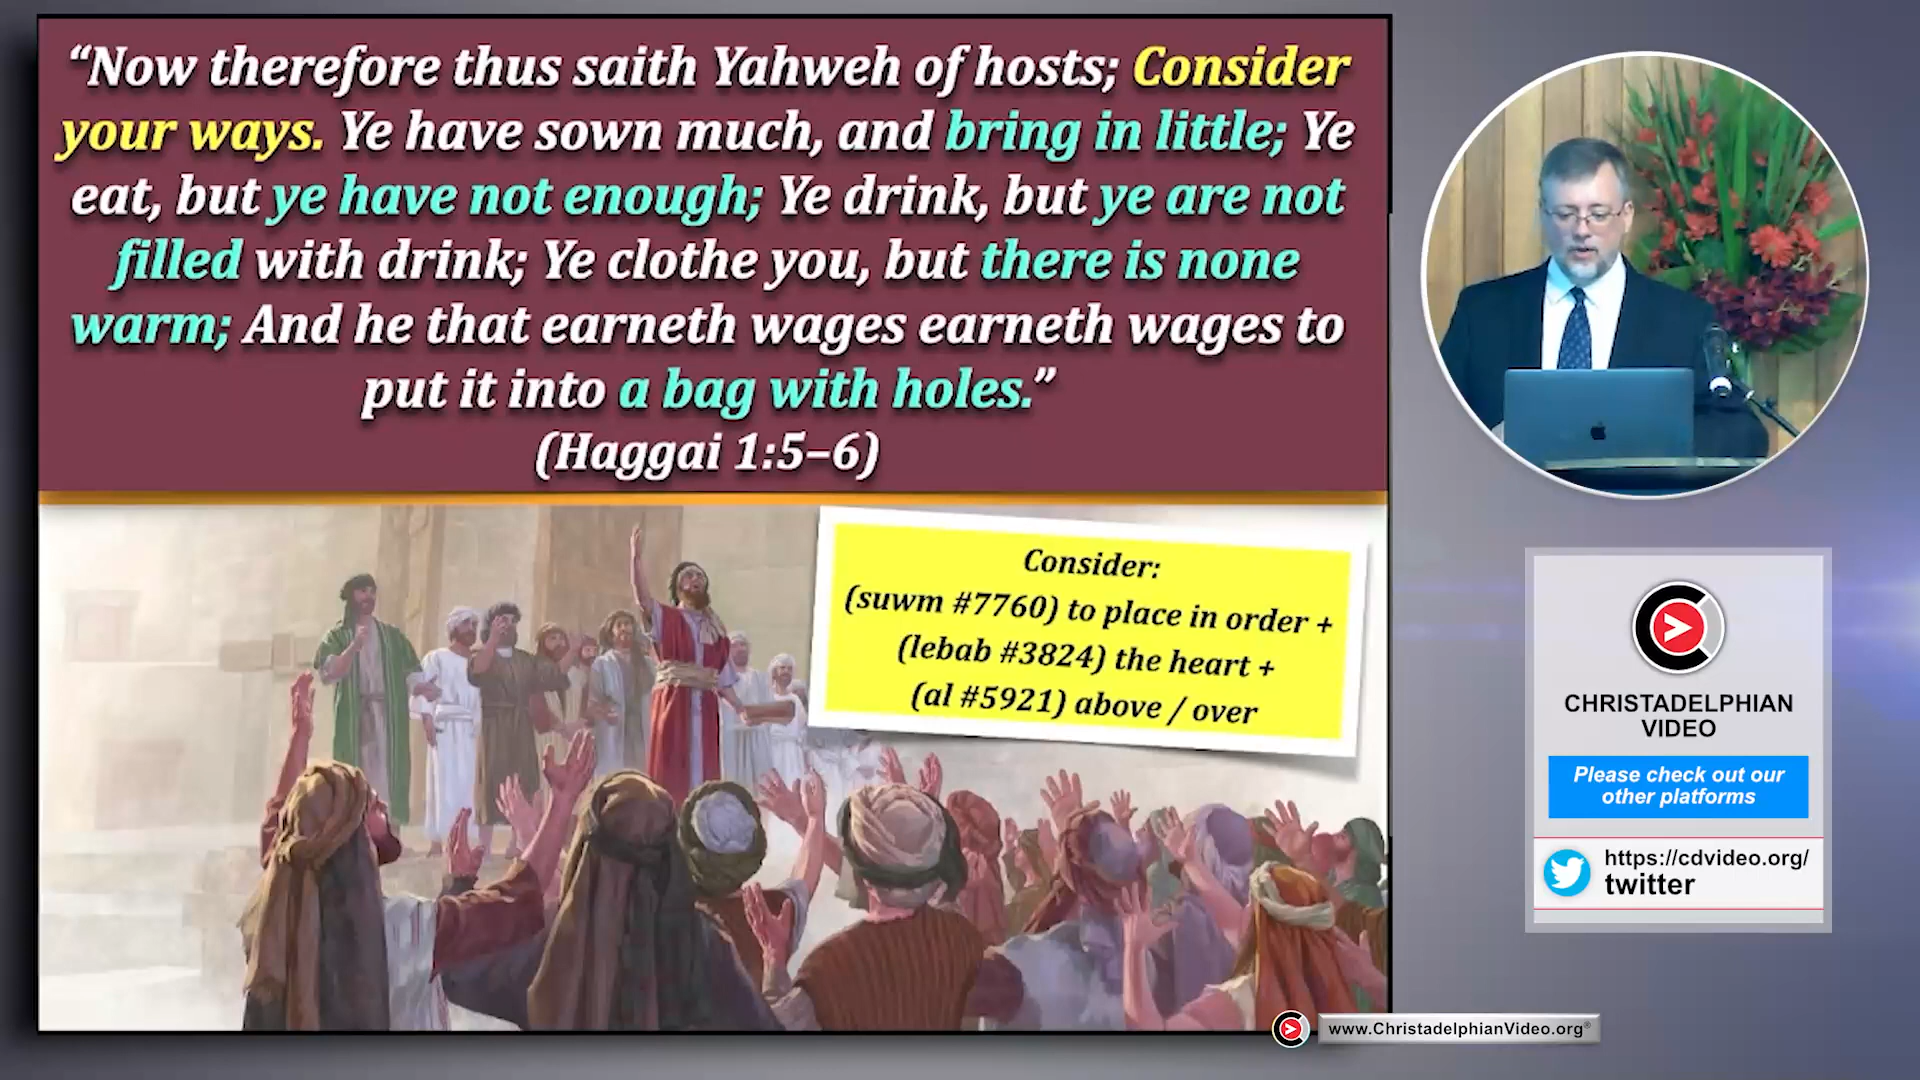 “Now therefore thus saith Yahweh of hosts; Consider
your ways. Ye have sown much, and bring in little; Ye
eat, but ye have not enough; Ye drink, but ye are not
filled with drink; Ye clothe you, but there is none
warm; And he that earneth wages earneth wages to
put it into a bag with holes.”
(Haggai 1:5–6)
Consider:
(suwm #7760) to place in order +
(lebab #3824) the heart +
(al #5921) above / over
CHRISTADELPHIAN
VIDEO
Please check out our
other platforms
https://cdvideo.org/
twitter
www.ChristadelphianVideo.org®